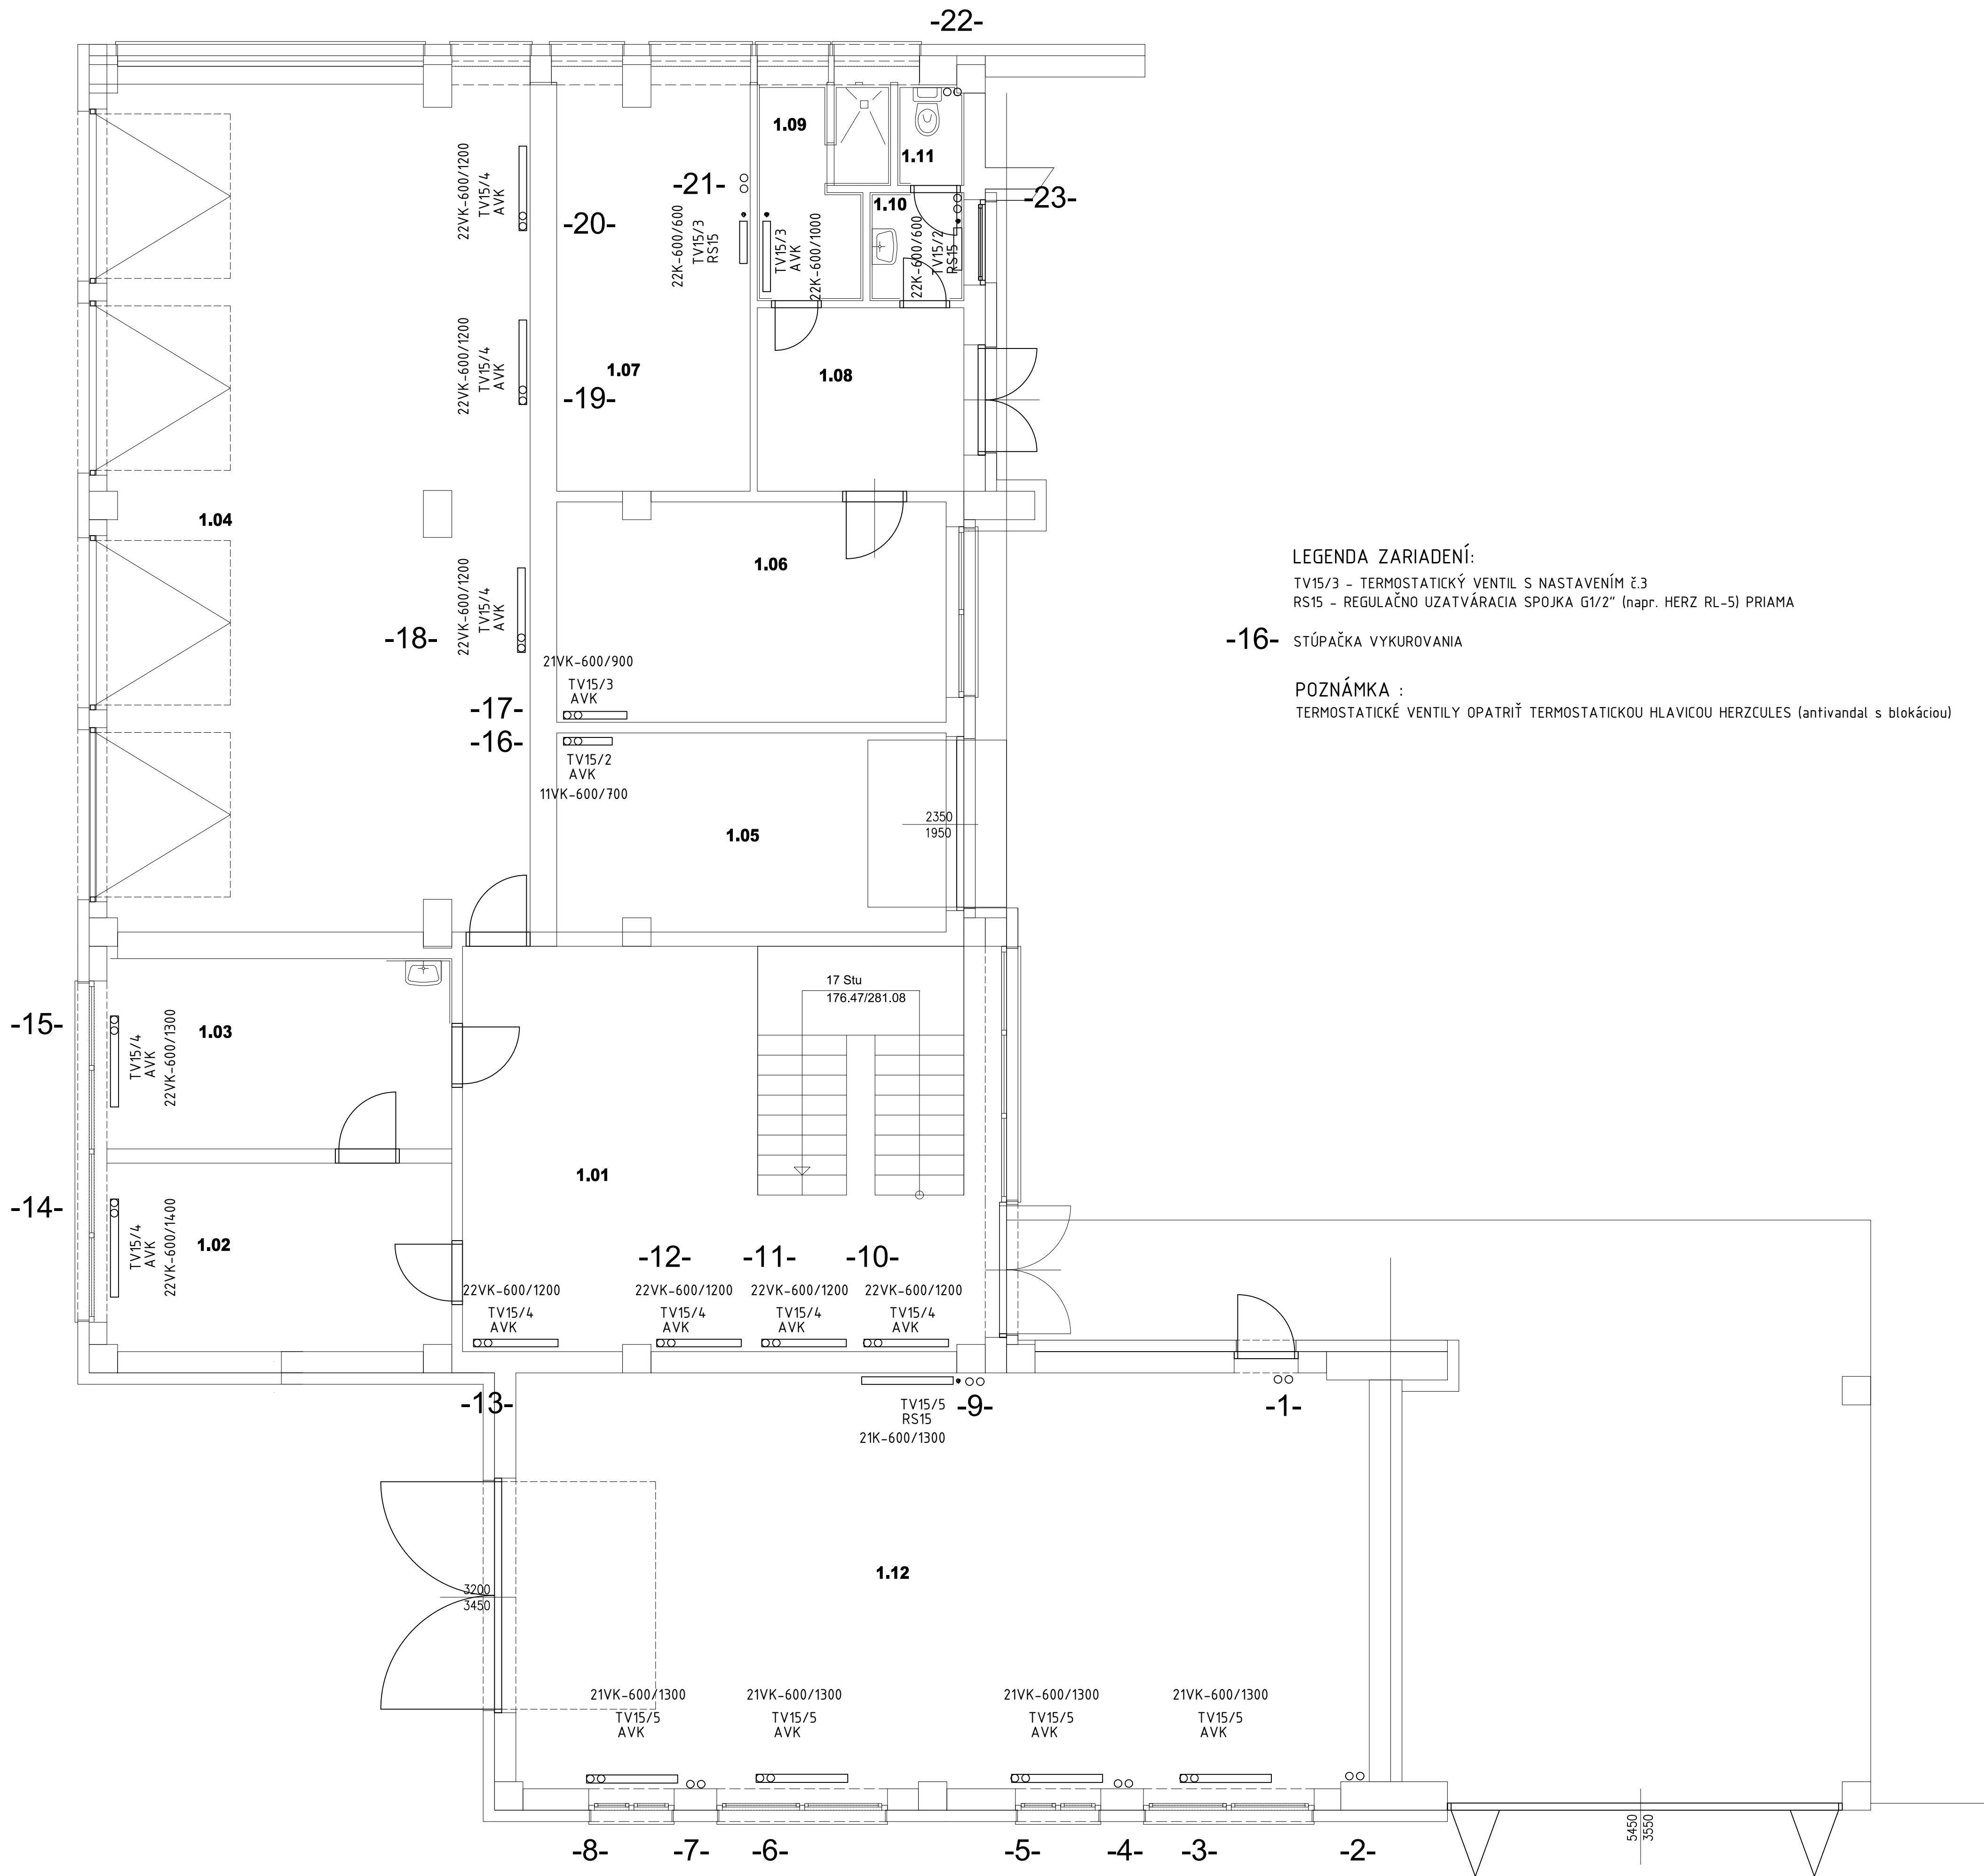 -22-
1.09
1.11
22VK-600/1200
TV15/4
AVK
-20-
-21-
22K-600/600
TV15/3
RS15
TV15/3
AVK
22K-600/1000
1.10
22K-600/600
TV15/2
RS15
-23-
22VK-600/1200
TV15/4
AVK
-19-
1.07
1.08
1.04
1.06
22VK-600/1200
TV15/4
AVK
-18-
21VK-600/900
TV15/3
AVK
-17-
-16-
TV15/2
AVK
11VK-600/700
1.05
2350
1950
LEGENDA ZARIADENÍ:
TV15/3 - TERMOSTATICKÝ VENTIL S NASTAVENÍM č.3
RS15 - REGULAČNO UZATVÁRACIA SPOJKA G1/2" (napr. HERZ RL-5) PRIAMA
-16- STÚPAČKA VYKUROVANIA
POZNÁMKA :
TERMOSTATICKÉ VENTILY OPATRIŤ TERMOSTATICKOU HLAVICOU HERZCULES (antivandal s blokáciou)
17 Stu
176.47/281.08
-15-
TV15/4
AVK
22VK-600/1300
1.03
1.01
-14-
TV15/4
AVK
22VK-600/1400
1.02
-12-
-11-
-10-
22VK-600/1200
TV15/4
AVK
22VK-600/1200
TV15/4
AVK
22VK-600/1200
TV15/4
AVK
22VK-600/1200
TV15/4
AVK
-13-
TV15/5
RS15
21K-600/1300
-9-
-1-
1.12
3200
3450
21VK-600/1300
TV15/5
AVK
21VK-600/1300
TV15/5
AVK
21VK-600/1300
TV15/5
AVK
21VK-600/1300
TV15/5
AVK
-8-
-7-
-6-
-5-
-4-
-3-
-2-
5450
3550